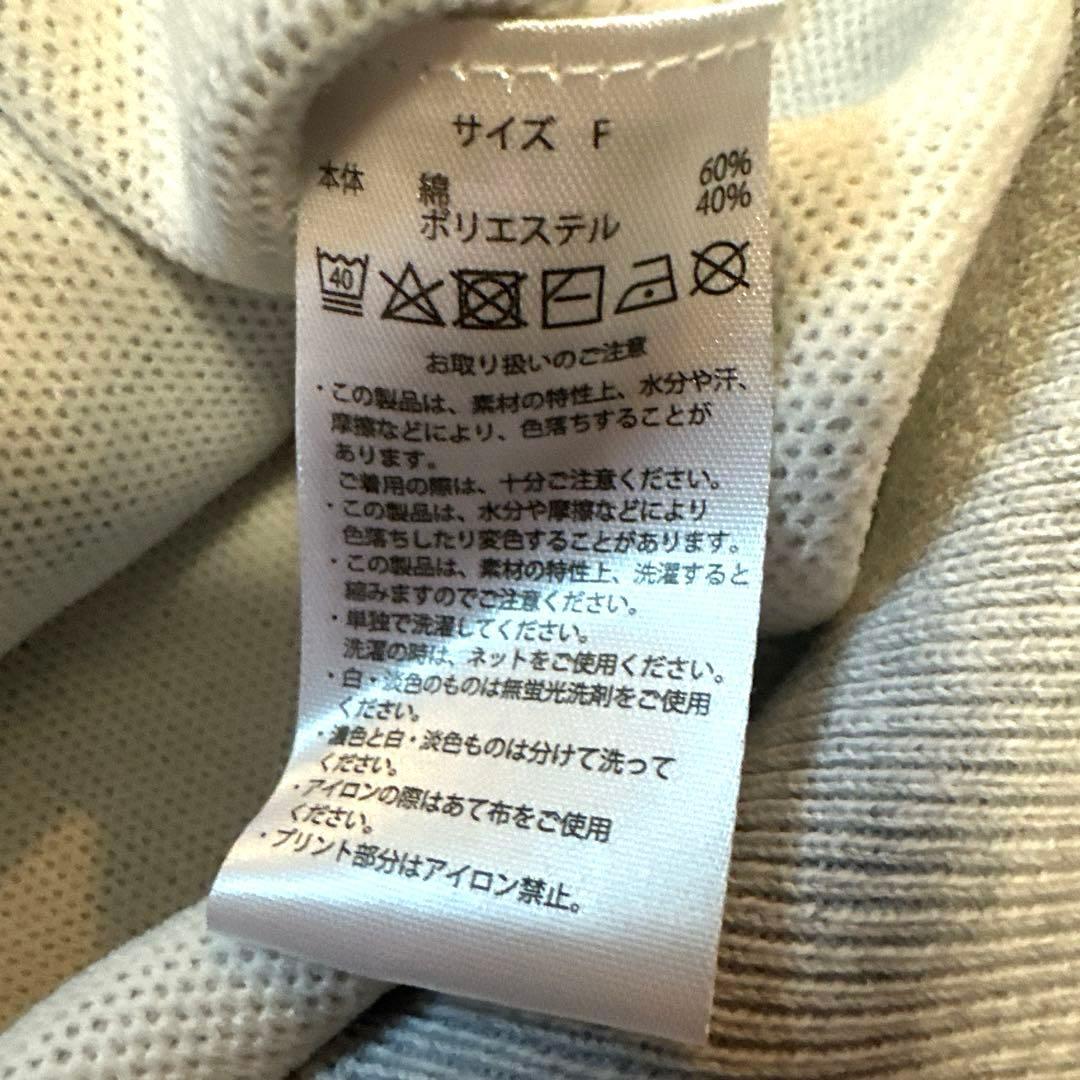 サイズ F
本体 綿 60%
ポリエステル 40%
40
お取り扱いのご注意
・この製品は、素材の特性上、水分や汗、
摩擦などにより、色落ちすることが
あります。
ご着用の際は、十分ご注意ください。
・この製品は、水分や摩擦などにより
色落ちしたり変色することがあります。
・この製品は、素材の特性上、洗濯すると
縮みますのでご注意ください。
・単独で洗濯してください。
洗濯の時は、ネットをご使用ください。
・白・淡色のものは無蛍光洗剤をご使用
ください。
・濃色と白・淡色ものは分けて洗って
ください。
・アイロンの際はあて布をご使用
ください。
・プリント部分はアイロン禁止。